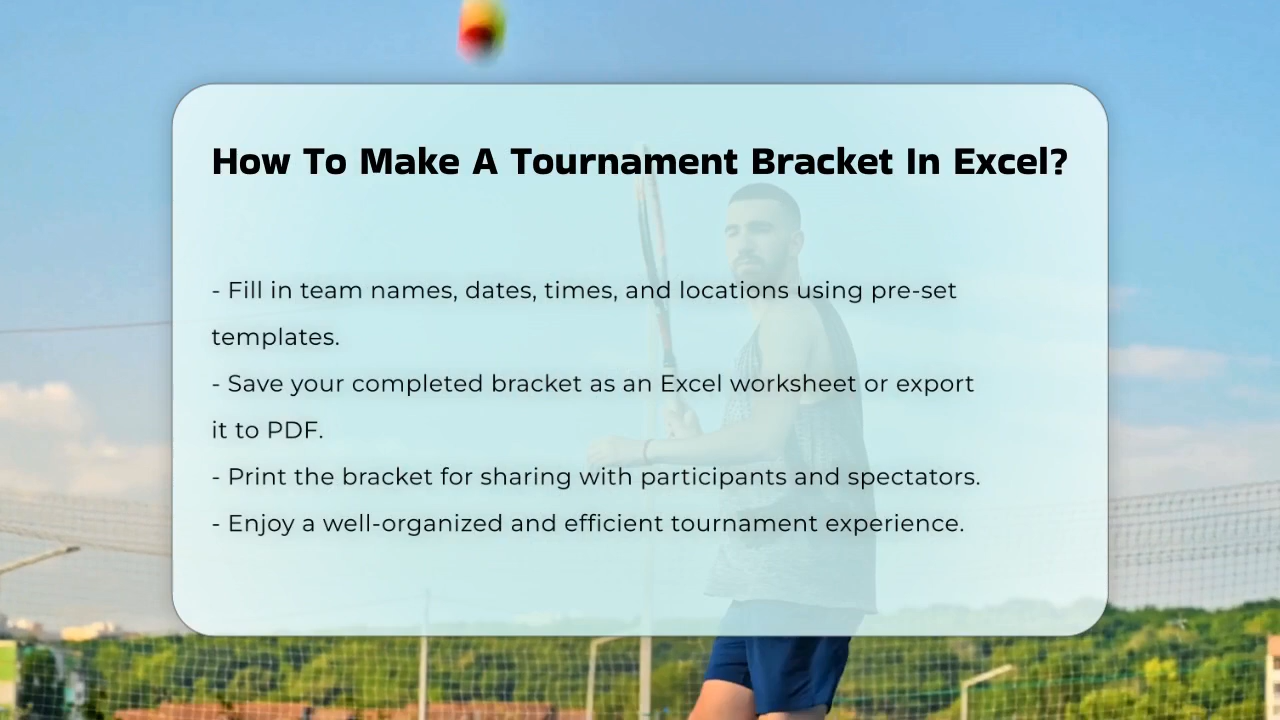 How To Make A Tournament Bracket In Excel?
- Fill in team names, dates, times, and locations using pre-set
templates.
- Save your completed bracket as an Excel worksheet or export
it to PDF.
- Print the bracket for sharing with participants and spectators.
- Enjoy a well-organized and efficient tournament experience.